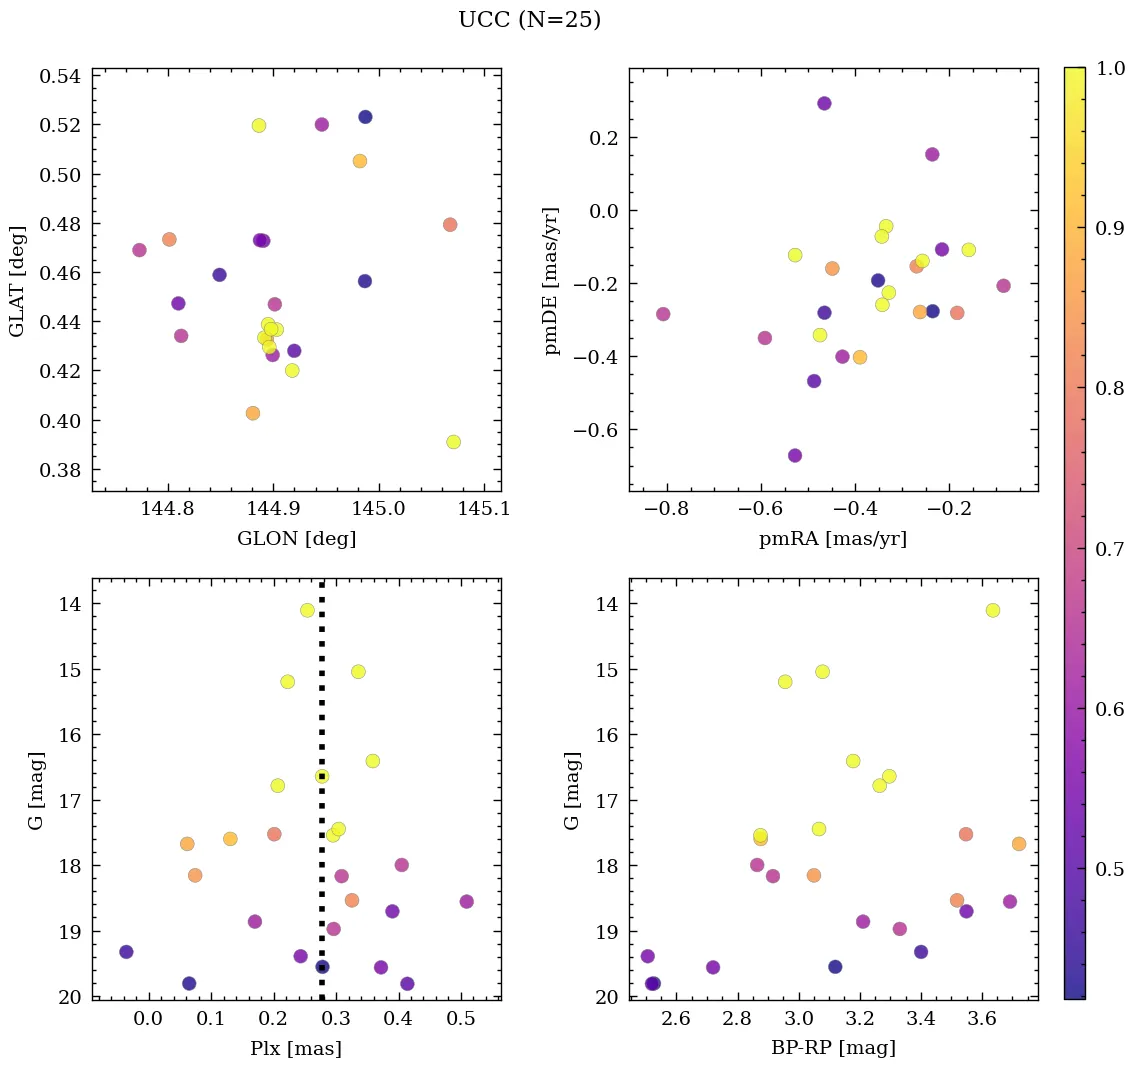 UCC (N=25)
0.54
0.52
0.50
0.48
0.46
0.44
0.42
0.40
0.38
GLAT [deg]
144.8 144.9 145.0 145.1
GLON [deg]
0.2
0.0
−0.2
−0.4
−0.6
pmDE [mas/yr]
−0.8 −0.6 −0.4 −0.2
pmRA [mas/yr]
1.0
0.9
0.8
0.7
0.6
0.5
14
15
16
17
18
19
20
G [mag]
0.0 0.1 0.2 0.3 0.4 0.5
Plx [mas]
14
15
16
17
18
19
20
G [mag]
2.6 2.8 3.0 3.2 3.4 3.6
BP-RP [mag]